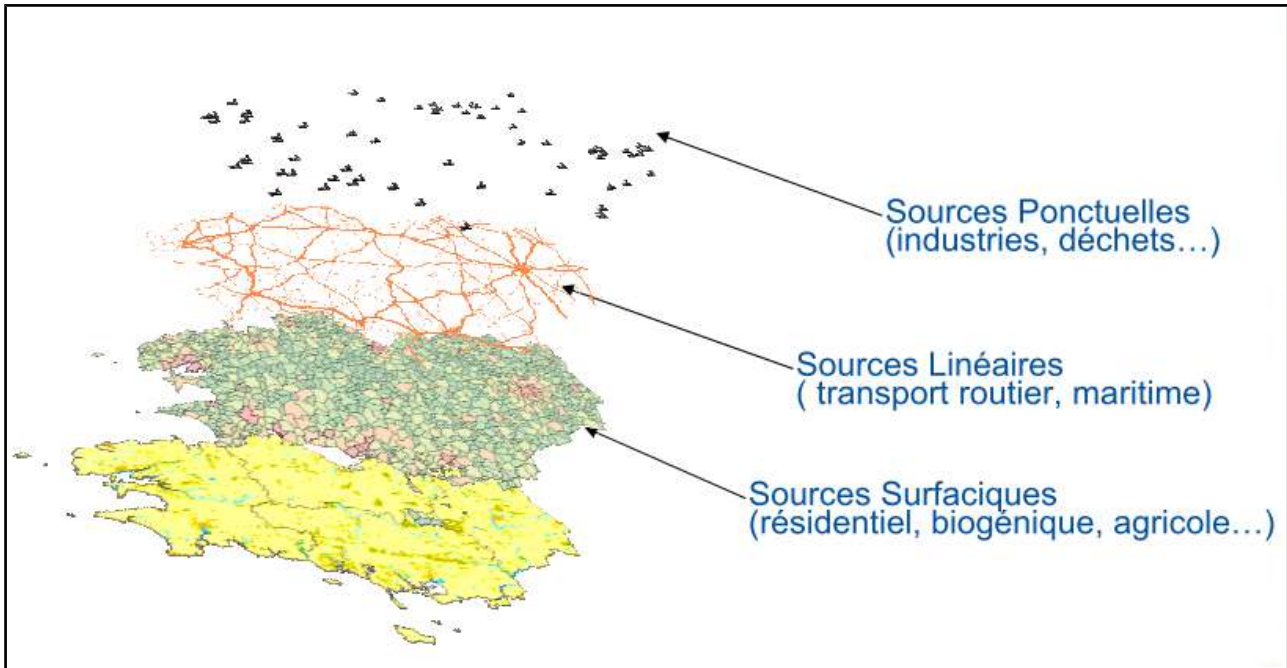 Sources Ponctuelles
(industries, déchets…)
Sources Linéaires
( transport routier, maritime)
Sources Surfaciques
(résidentiel, biogénique, agricole…)